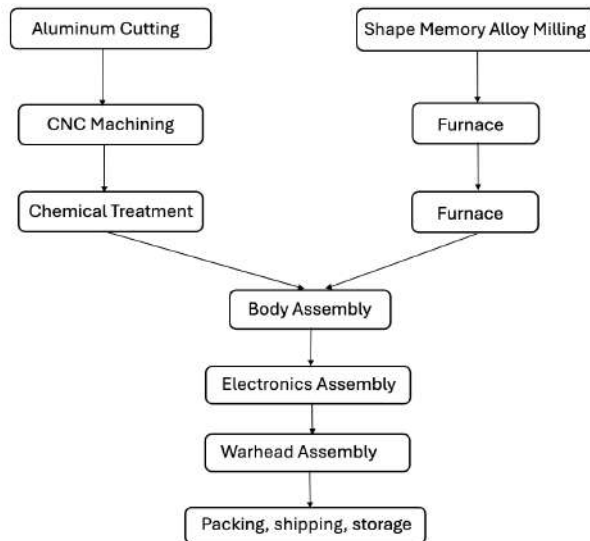 Aluminum Cutting
Shape Memory Alloy Milling
CNC Machining
Furnace
Chemical Treatment
Furnace
Body Assembly
Electronics Assembly
Warhead Assembly
Packing, shipping, storage